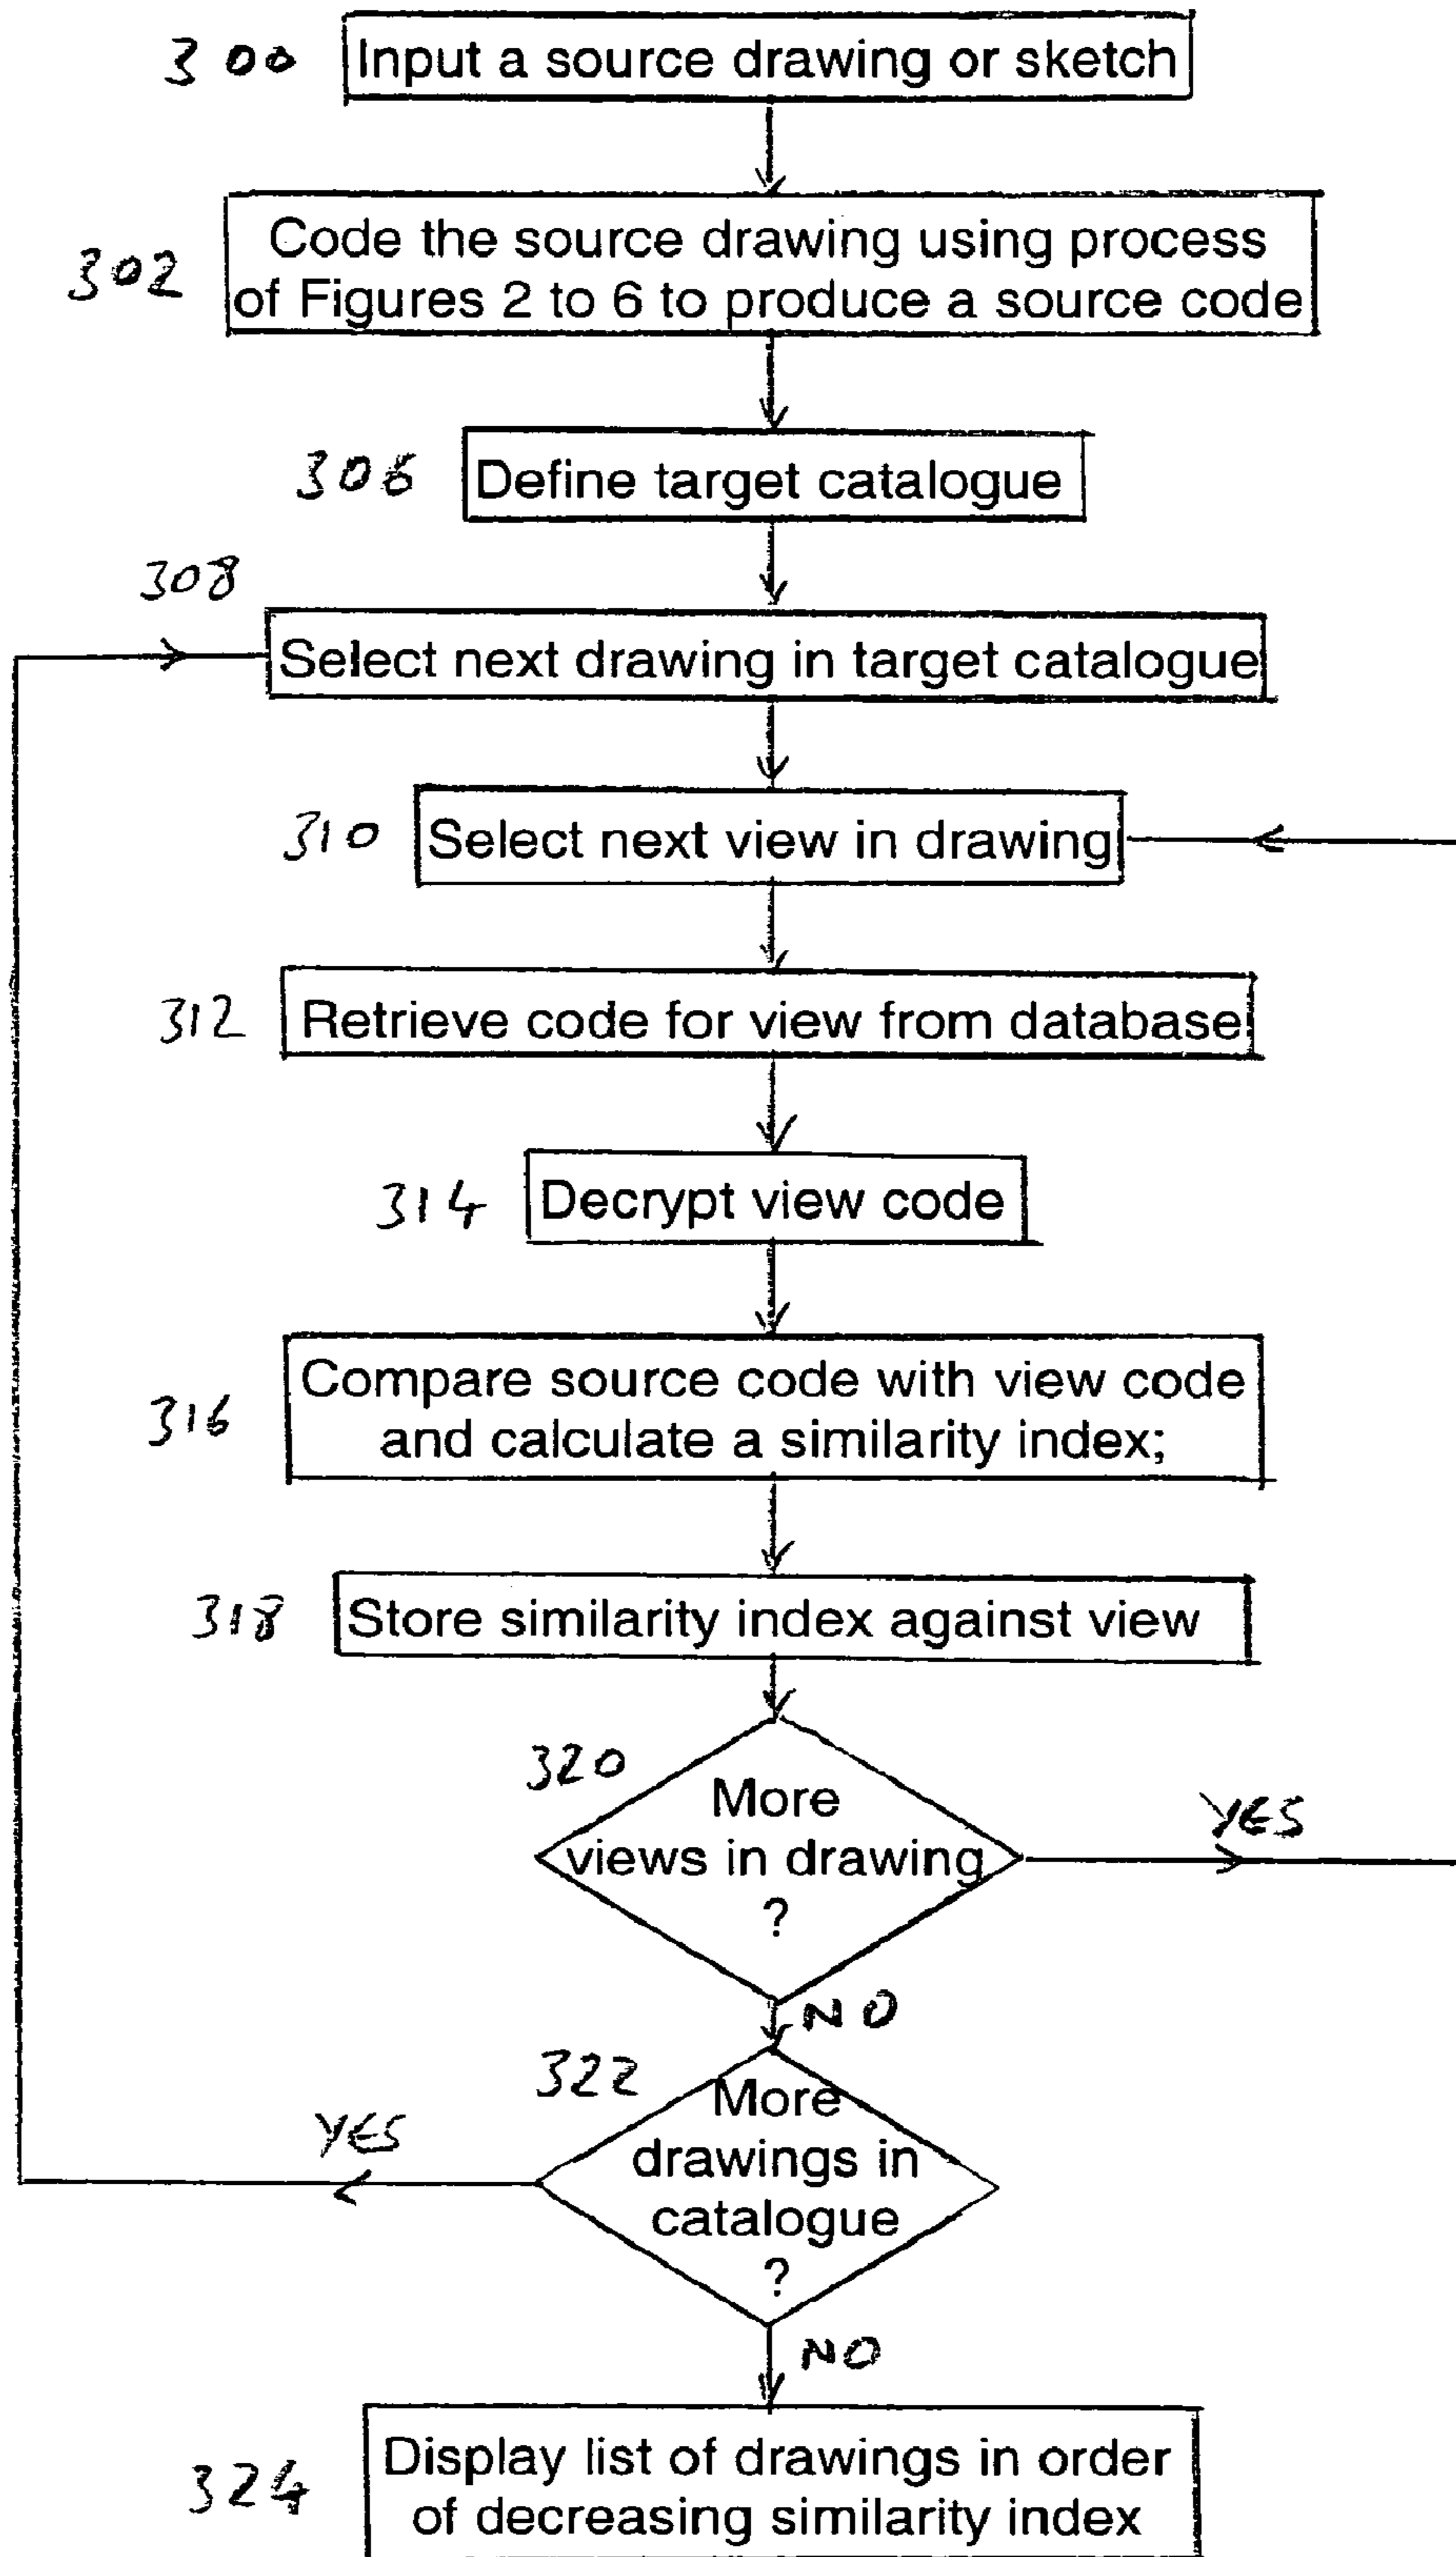 300 Input a source drawing or sketch
302 Code the source drawing using process
of Figures 2 to 6 to produce a source code
306 Define target catalogue
308
Select next drawing in target catalogue
310 Select next view in drawing
312 Retrieve code for view from database
314 Decrypt view code
316 Compare source code with view code
and calculate a similarity index;
318 Store similarity index against view
320
More
views in drawing
?
YES
NO
322
More
drawings in
catalogue
?
YES
NO
324 Display list of drawings in order
of decreasing similarity index